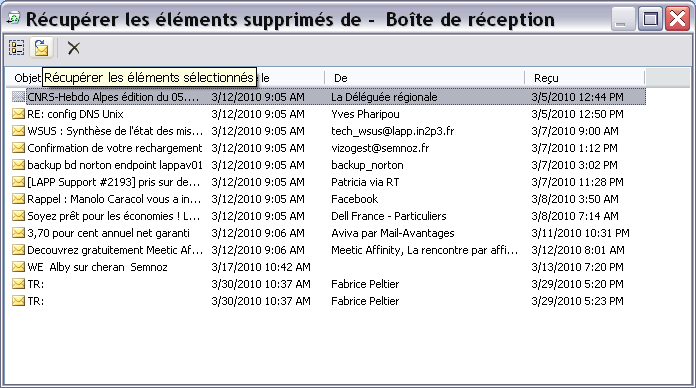 Récupérer les éléments supprimés de - Boîte de réception
Récupérer les éléments sélectionnés
Objet le De Reçu
CNRS-Hebdo Alpes édition du 05.... 3/12/2010 9:05 AM La Déléguée régionale 3/5/2010 12:44 PM
RE: config DNS Unix 3/12/2010 9:05 AM Yves Pharipou 3/5/2010 12:50 PM
WSUS : Synthèse de l'état des mis... 3/12/2010 9:05 AM tech_wsus@lapp.in2p3.fr 3/7/2010 9:00 AM
Confirmation de votre rechargement 3/12/2010 9:05 AM vizogest@semnoz.fr 3/7/2010 1:12 PM
backup bd norton endpoint lappav01 3/12/2010 9:05 AM backup_norton 3/7/2010 3:02 PM
[LAPP Support #2193] pris sur de... 3/12/2010 9:05 AM Patricia via RT 3/7/2010 11:28 PM
Rappel : Manolo Caracol vous a in... 3/12/2010 9:05 AM Facebook 3/8/2010 3:50 AM
Soyez prêt pour les économies ! L... 3/12/2010 9:05 AM Dell France - Particuliers 3/8/2010 7:14 AM
3,70 pour cent annuel net garanti 3/12/2010 9:06 AM Aviva par Mail-Avantages 3/11/2010 10:31 PM
Decouvrez gratuitement Meetic Af... 3/12/2010 9:06 AM Meetic Affinity, La rencontre par affi... 3/12/2010 8:01 AM
WE Alby sur cheran Semnoz 3/17/2010 10:42 AM 3/13/2010 7:20 PM
TR: 3/30/2010 10:37 AM Fabrice Peltier 3/29/2010 5:20 PM
TR: 3/30/2010 10:37 AM Fabrice Peltier 3/29/2010 5:23 PM